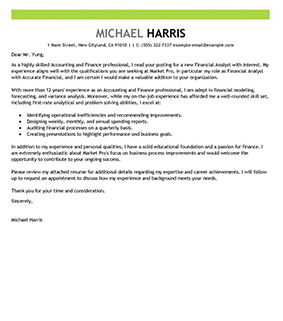 MICHAEL HARRIS
1 Main Street, New Cityland, CA 91010 | C: (555) 322-7337 example-email@example.com
Dear Mr. Yung,
As a highly skilled Accounting and Finance professional, I read your posting for a new Financial Analyst with interest. My
experience aligns well with the qualifications you are seeking at Market Pro, in particular my role as Financial Analyst
with Accurate Financial, and I am certain I would make a valuable addition to your organization.
With more than 12 years' experience as an Accounting and Finance professional, I am adept in financial modeling,
forecasting, and variance analysis. Moreover, while my on-the-job experience has afforded me a well-rounded skill set,
including first-rate analytical and problem solving abilities, I excel at:
Identifying operational inefficiencies and recommending improvements.
Designing weekly, monthly, and annual reports.
Auditing financial processes on a quarterly basis.
Creating presentations to highlight performance and business goals.
In addition to my experience and personal qualities, I have a solid educational foundation and a passion for finance. I
am extremely enthusiastic about Market Pro's focus on business process improvements and would welcome the
opportunity to contribute to your ongoing success.
Please review my attached resume for additional details regarding my expertise and career achievements. I will follow
up to request an appointment to discuss how my experience and background meets your needs.
Thank you for your time and consideration.
Sincerely,
Michael Harris